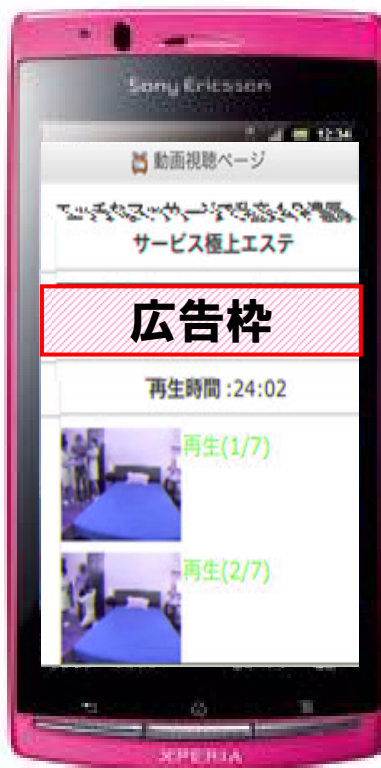 Sony Ericsson
12:34
動画視聴ページ
サービス極上エステ
広告枠
再生時間 :24:02
再生(1/7)
再生(2/7)
XPERIA